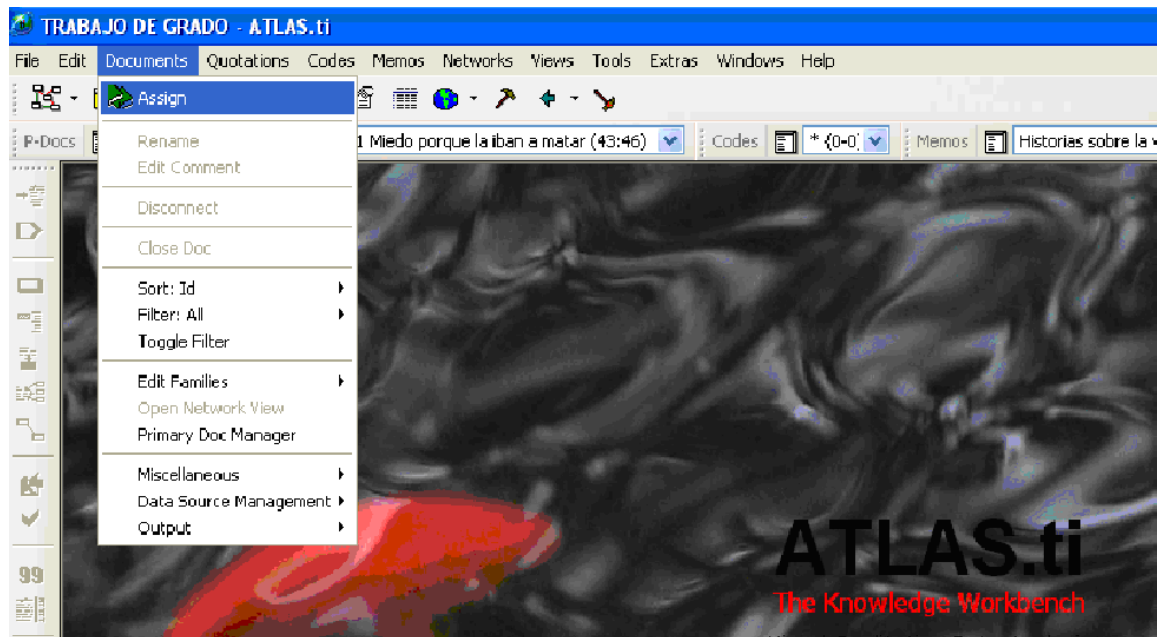 TRABAJO DE GRADO - ATLAS.ti
File Edit Documents Quotations Codes Memos Networks Views Tools Extras Windows Help
Assign
P-Docs 1 Miedo porque la iban a matar (43:46) Codes * {0-0} Memos Historias sobre la v
Rename
Edit Comment
Disconnect
Close Doc
Sort: Id
Filter: All
Toggle Filter
Edit Families
Open Network View
Primary Doc Manager
Miscellaneous
Data Source Management
Output
99
ATLAS.ti
The Knowledge Workbench